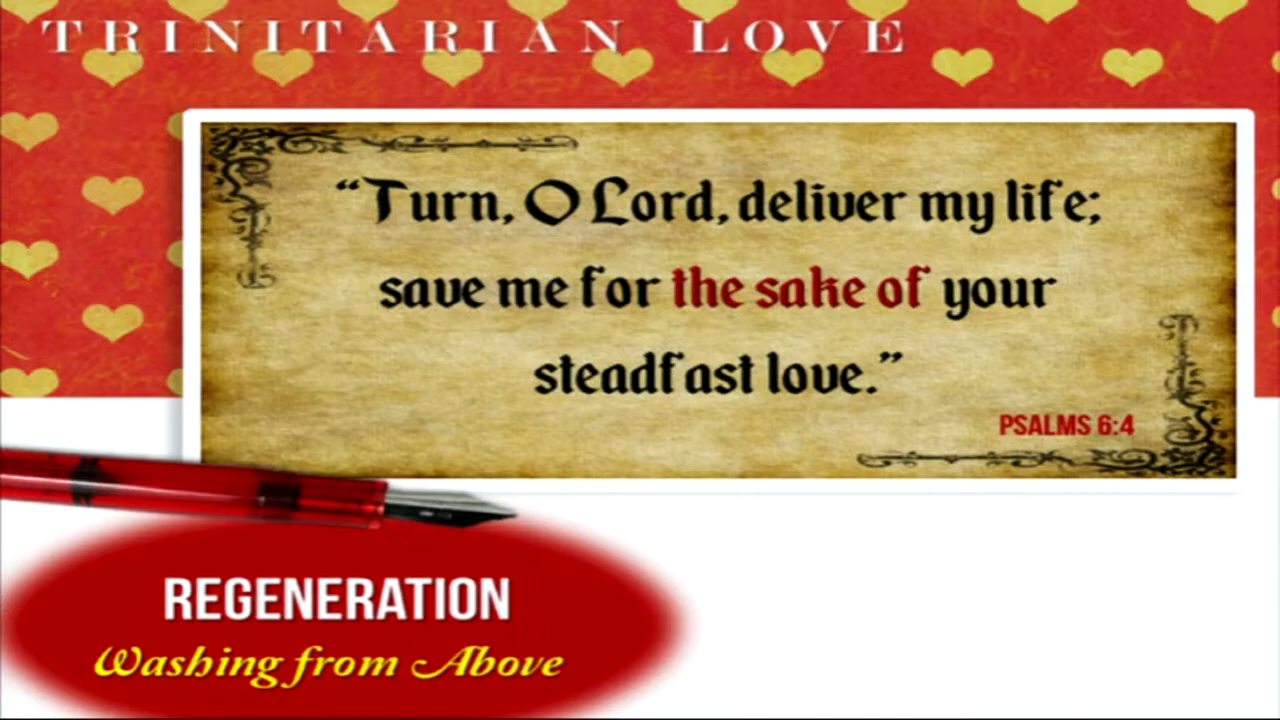 TRINITARIAN LOVE
“Turn, O Lord, deliver my life;
save me for the sake of your
steadfast love.”
PSALMS 6:4
REGENERATION
Washing from Above